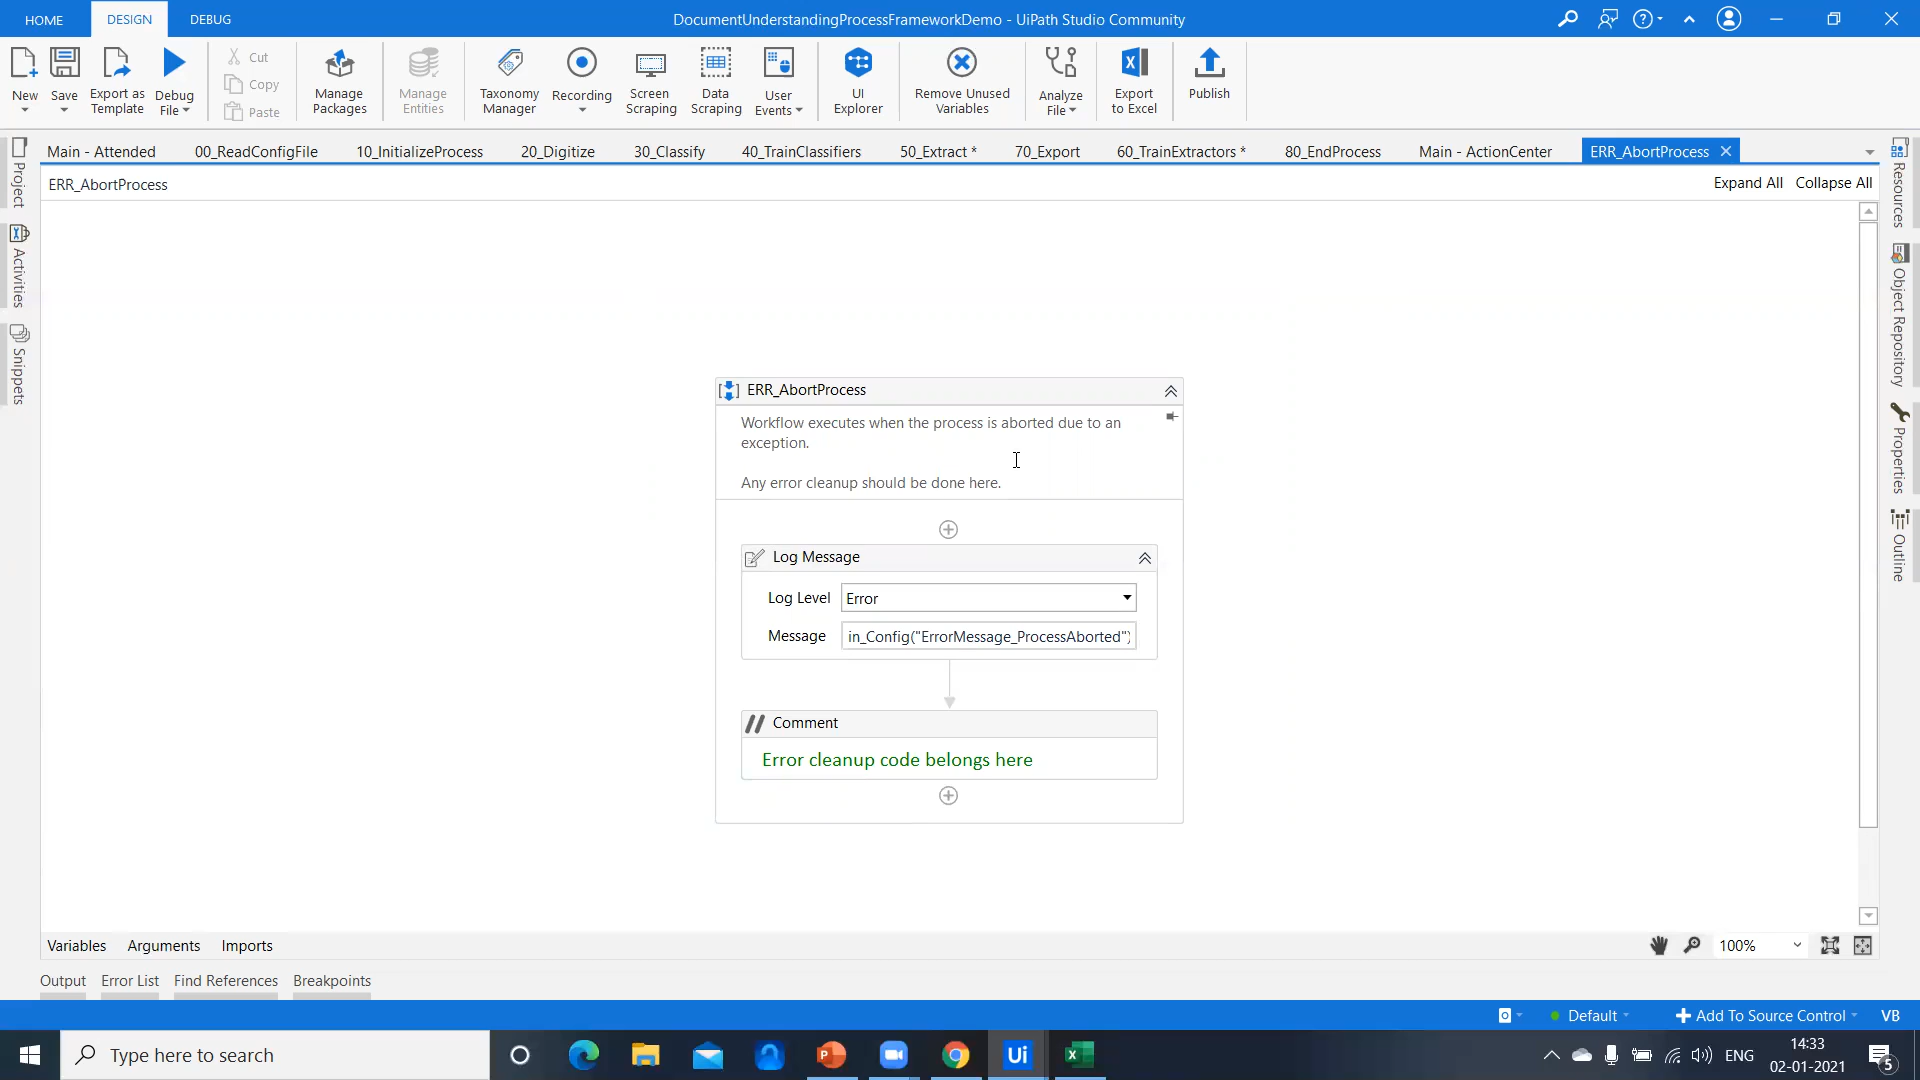 HOME
DESIGN
DEBUG
DocumentUnderstandingProcessFrameworkDemo - UiPath Studio Community
New
Save
Export as
Template
Debug
File
Cut
Copy
Paste
Manage
Packages
Manage
Entities
Taxonomy
Manager
Recording
Screen
Scraping
Data
Scraping
User
Events
UI
Explorer
Remove Unused
Variables
Analyze
File
Export
to Excel
Publish
Main - Attended
00_ReadConfigFile
10_InitializeProcess
20_Digitize
30_Classify
40_TrainClassifiers
50_Extract *
70_Export
60_TrainExtractors *
80_EndProcess
Main - ActionCenter
ERR_AbortProcess
ERR_AbortProcess
Expand All
Collapse All
Project
Activities
Snippets
Resources
Object Repository
Properties
Outline
ERR_AbortProcess
Workflow executes when the process is aborted due to an
exception.
Any error cleanup should be done here.
Log Message
Log Level
Error
Message
in_Config("ErrorMessage_ProcessAborted")
// Comment
Error cleanup code belongs here
Variables
Arguments
Imports
100%
Output
Error List
Find References
Breakpoints
Default
Add To Source Control
VB
Type here to search
Ui
ENG
14:33
02-01-2021
5